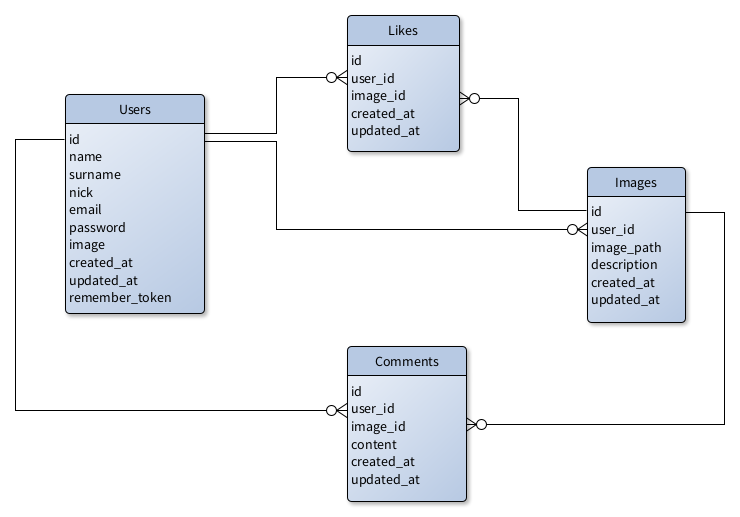 Likes
id
user_id
image_id
created_at
updated_at
Users
id
name
surname
nick
email
password
image
created_at
updated_at
remember_token
Images
id
user_id
image_path
description
created_at
updated_at
Comments
id
user_id
image_id
content
created_at
updated_at